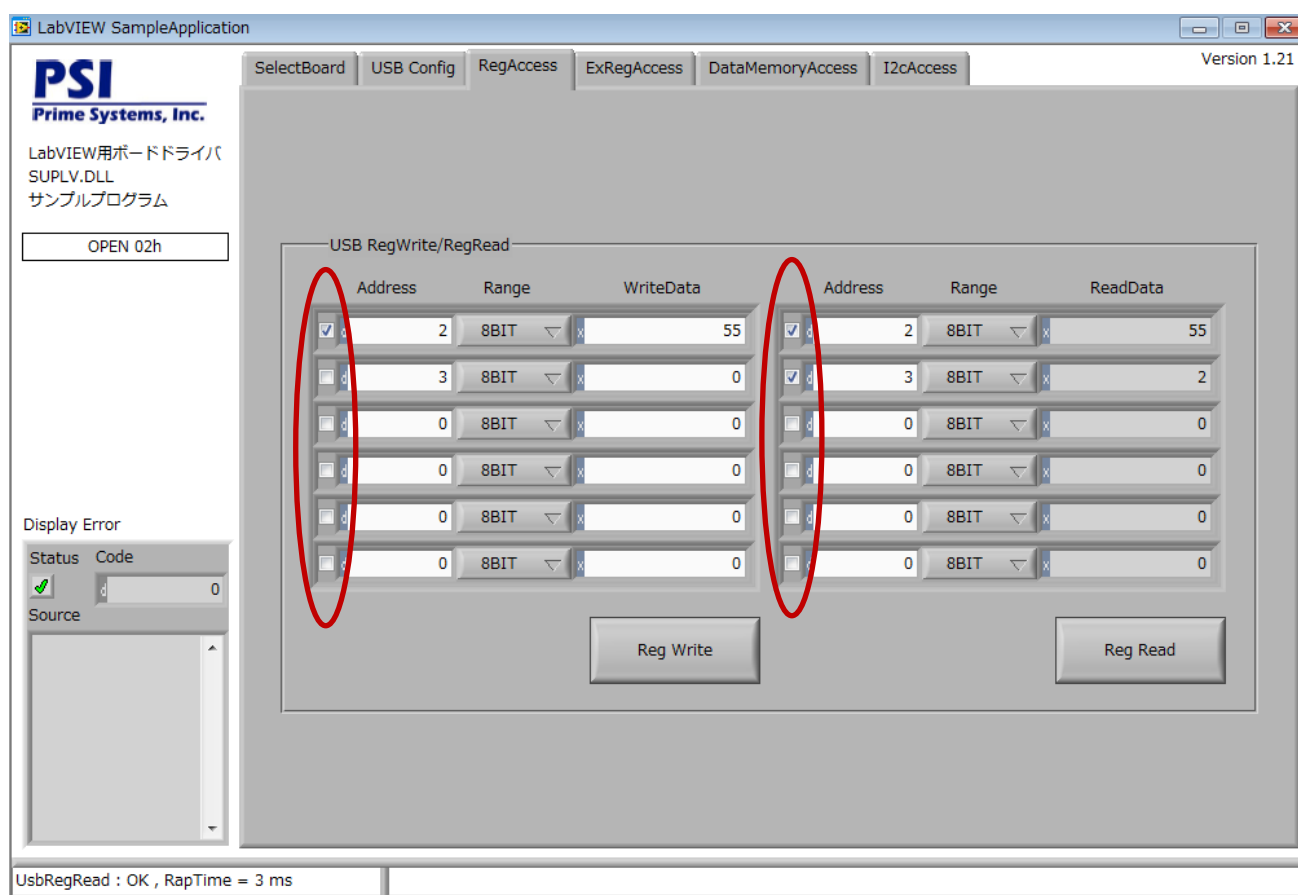 LabVIEW SampleApplication
PSI
Prime Systems, Inc.
LabVIEW用ボードドライバ
SUPLV.DLL
サンプルプログラム
OPEN 02h
SelectBoard USB Config RegAccess ExRegAccess DataMemoryAccess I2cAccess
Version 1.21
USB RegWrite/RegRead
Address Range WriteData Address Range ReadData
d 2 8BIT x 55 d 2 8BIT x 55
d 3 8BIT x 0 d 3 8BIT x 2
d 0 8BIT x 0 d 0 8BIT x 0
d 0 8BIT x 0 d 0 8BIT x 0
d 0 8BIT x 0 d 0 8BIT x 0
d 0 8BIT x 0 d 0 8BIT x 0
Reg Write Reg Read
Display Error
Status Code
d 0
Source
UsbRegRead : OK , RapTime = 3 ms